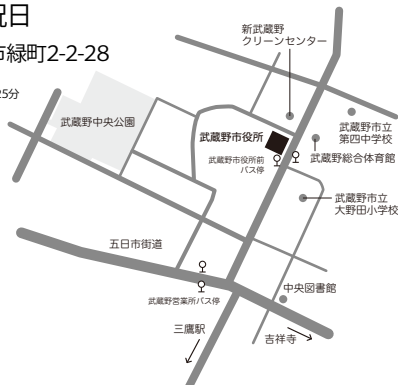 祝日
市緑町2-2-28
25分
新武蔵野
クリーンセンター
武蔵野中央公園
武蔵野市役所
武蔵野市役所前
バス停
武蔵野市立
第四中学校
武蔵野総合体育館
武蔵野市立
大野田小学校
五日市街道
武蔵野営業所バス停
中央図書館
三鷹駅
吉祥寺